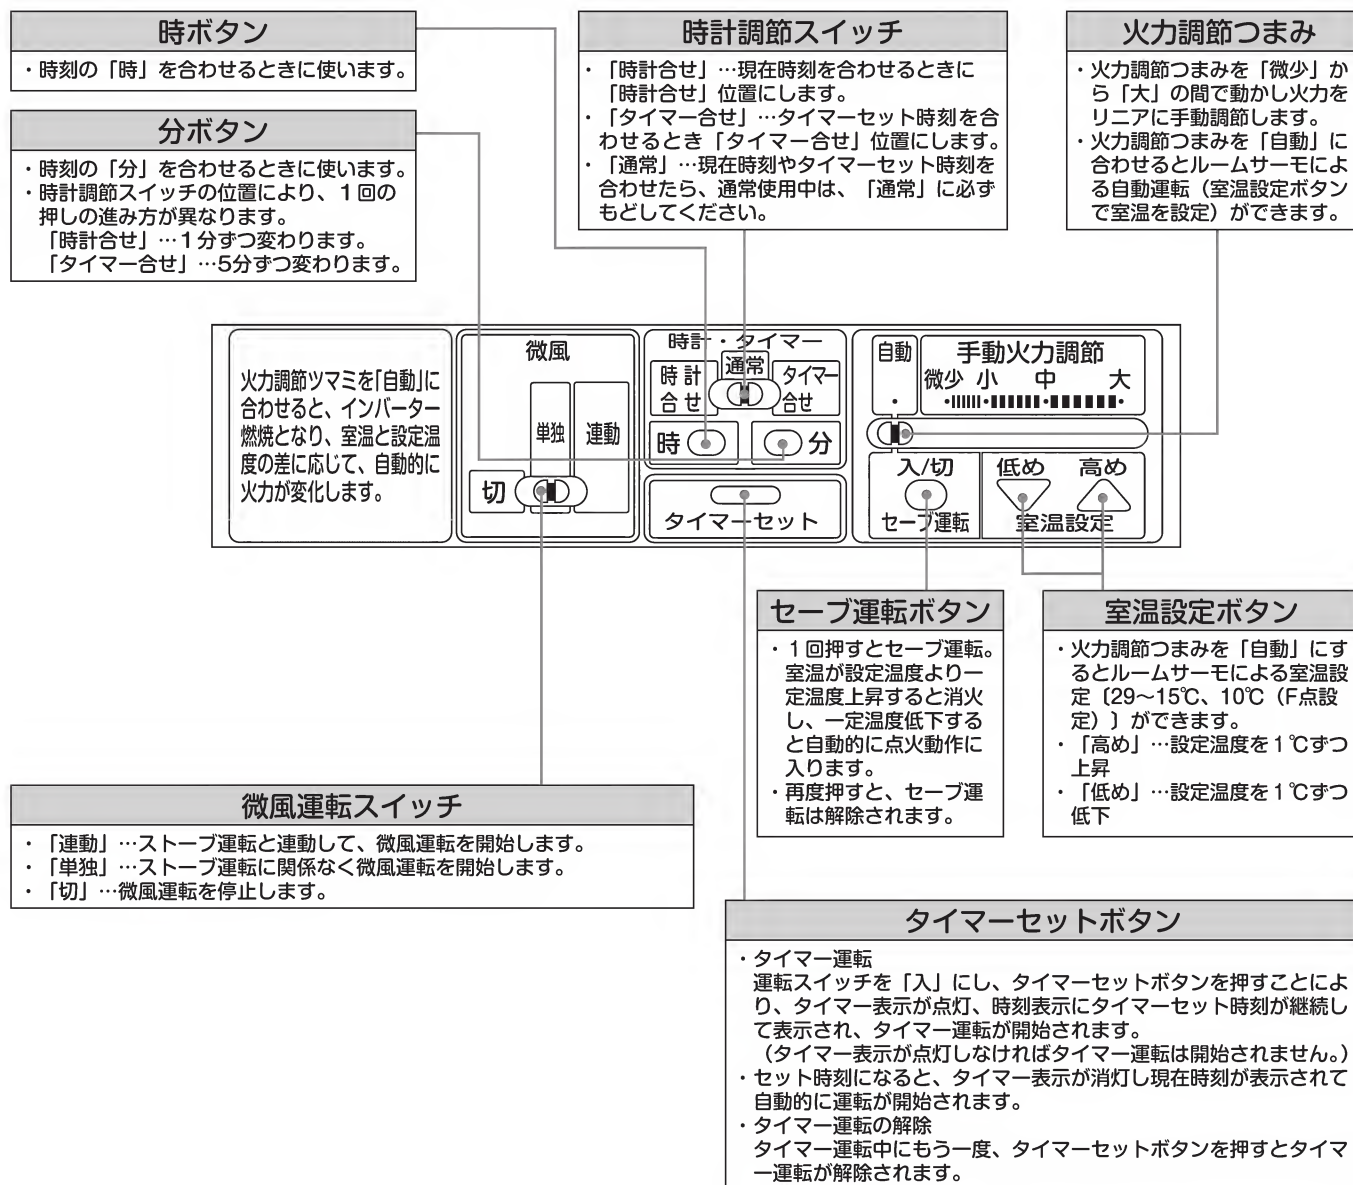 時ボタン
・時刻の「時」を合わせるときに使います。
分ボタン
・時刻の「分」を合わせるときに使います。
・時計調節スイッチの位置により、1回の
押しの進み方が異なります。
「時計合せ」…1分ずつ変わります。
「タイマー合せ」…5分ずつ変わります。
時計調節スイッチ
・「時計合せ」…現在時刻を合わせるときに
「時計合せ」位置にします。
・「タイマー合せ」…タイマーセット時刻を合
わせるとき「タイマー合せ」位置にします。
・「通常」…現在時刻やタイマーセット時刻を
合わせたら、通常使用中は、「通常」に必ず
もどしてください。
火力調節つまみ
・火力調節つまみを「微少」か
ら「大」の間で動かし火力を
リニアに手動調節します。
・火力調節つまみを「自動」に
合わせるとルームサーモによ
る自動運転（室温設定ボタン
で室温を設定）ができます。
火力調節ツマミを「自動」に
合わせると、インバーター
燃焼となり、室温と設定温
度の差に応じて、自動的に
火力が変化します。
微風
単独
連動
切
時計・タイマー
時計
合せ
通常
タイマー
合せ
時
分
タイマーセット
自動
手動火力調節
微少 小 中 大
入/切
セーブ運転
低め 高め
室温設定
セーブ運転ボタン
・1回押すとセーブ運転。
室温が設定温度より一
定温度上昇すると消火
し、一定温度低下する
と自動的に点火動作に
入ります。
・再度押すと、セーブ運
転は解除されます。
室温設定ボタン
・火力調節つまみを「自動」にす
るとルームサーモによる室温設
定〔29～15℃、10℃（F点設
定）〕ができます。
・「高め」…設定温度を1℃ずつ
上昇
・「低め」…設定温度を1℃ずつ
低下
微風運転スイッチ
・「連動」…ストーブ運転と連動して、微風運転を開始します。
・「単独」…ストーブ運転に関係なく微風運転を開始します。
・「切」…微風運転を停止します。
タイマーセットボタン
・タイマー運転
運転スイッチを「入」にし、タイマーセットボタンを押すことによ
り、タイマー表示が点灯、時刻表示にタイマーセット時刻が継続し
て表示され、タイマー運転が開始されます。
（タイマー表示が点灯しなければタイマー運転は開始されません。）
・セット時刻になると、タイマー表示が消灯し現在時刻が表示されて
自動的に運転が開始されます。
・タイマー運転の解除
タイマー運転中にもう一度、タイマーセットボタンを押すとタイマ
ー運転が解除されます。